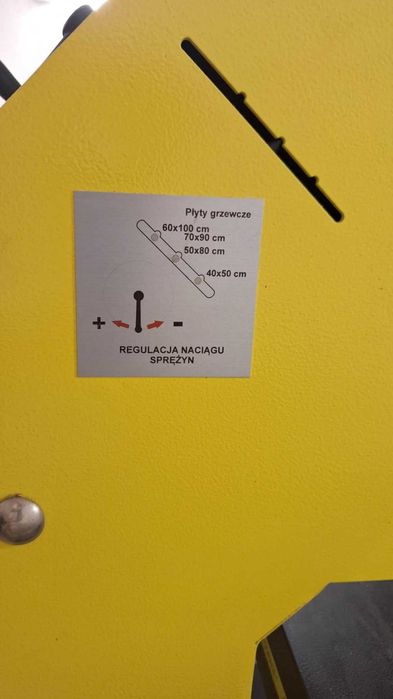 Płyty grzewcze
60x100 cm
70x90 cm
50x80 cm
40x50 cm
+ -
REGULACJA NACIĄGU
SPRĘŻYN